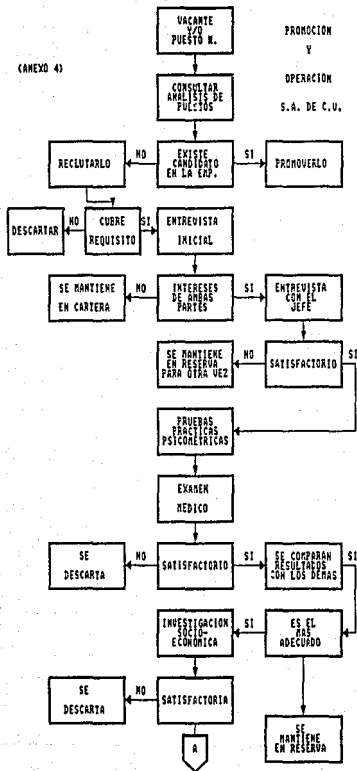 VACANTE
Y/O
PUESTO N.
PROMOCION
Y
OPERACION
S.A. DE C.V.
(ANEXO 4)
CONSULTAR
ANALISIS DE
PUESTOS
RECLUTARLO
NO
EXISTE
CANDIDATO
EN LA EMP.
SI
PROMOVERLO
DESCARTAR
NO
CUBRE
REQUISITO
SI
ENTREVISTA
INICIAL
SE MANTIENE
EN CARTERA
NO
INTERESES
DE AMBAS
PARTES
SI
ENTREVISTA
CON EL
JEFE
SE MANTIENE
EN RESERVA
PARA OTRA VEZ
NO
SATISFACTORIO
SI
PRUEBAS
PRACTICAS
PSICOMETRICAS
EXAMEN
MEDICO
SE
DESCARTA
NO
SATISFACTORIO
SI
SE COMPARAN
RESULTADOS
CON LOS DEMAS
SI
INVESTIGACION
SOCIO-
ECONOMICA
SI
ES EL
MAS
ADECUADO
SE
DESCARTA
NO
SATISFACTORIA
SE
MANTIENE
EN RESERVA
A